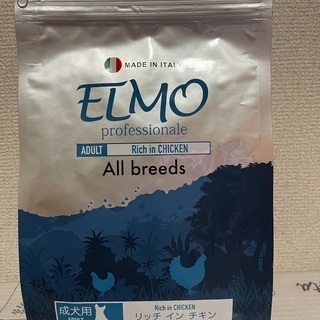 MADE IN ITALY
ELMO
professionale
ADULT Rich in CHICKEN
All breeds
成犬用 Rich in CHICKEN
ADULT リッチ イン チキン